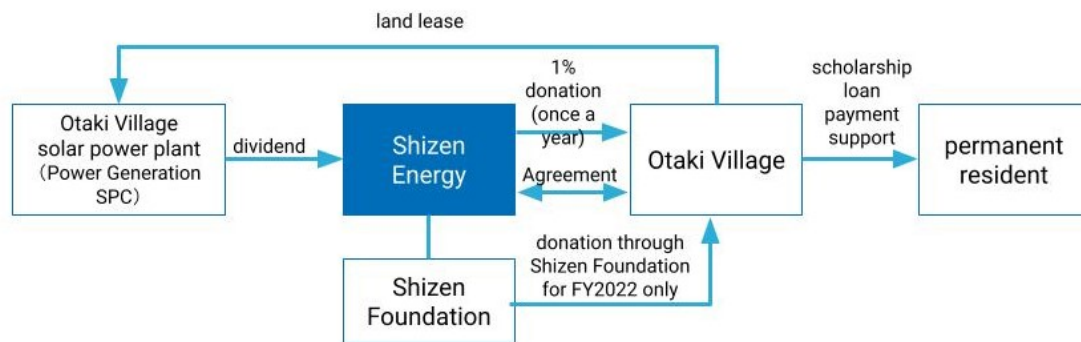 land lease
Otaki Village
solar power plant
（Power Generation
SPC）
dividend
Shizen
Energy
1%
donation
(once a
year)
Agreement
Otaki Village
scholarship
loan
payment
support
permanent
resident
donation through
Shizen Foundation
for FY2022 only
Shizen
Foundation